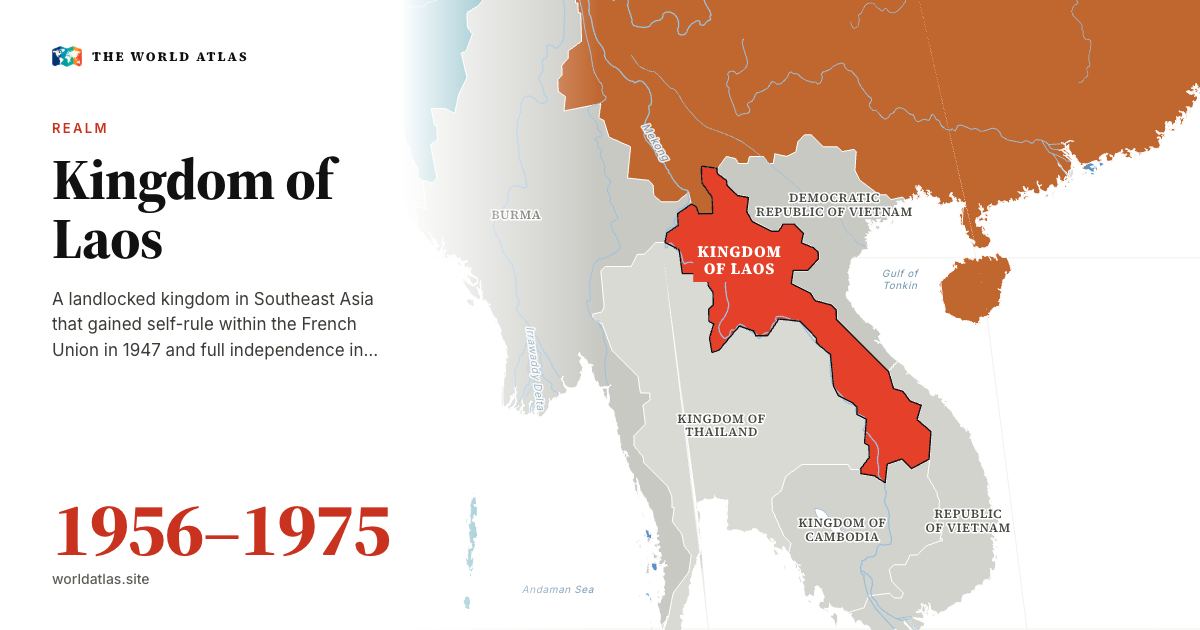 THE WORLD ATLAS
REALM
Kingdom of
Laos
A landlocked kingdom in Southeast Asia
that gained self-rule within the French
Union in 1947 and full independence in...
1956–1975
worldatlas.site
Mekong
BURMA
DEMOCRATIC
REPUBLIC OF VIETNAM
KINGDOM
OF LAOS
Gulf of
Tonkin
Irrawaddy Delta
KINGDOM OF
THAILAND
KINGDOM OF
CAMBODIA
REPUBLIC
OF VIETNAM
Andaman Sea